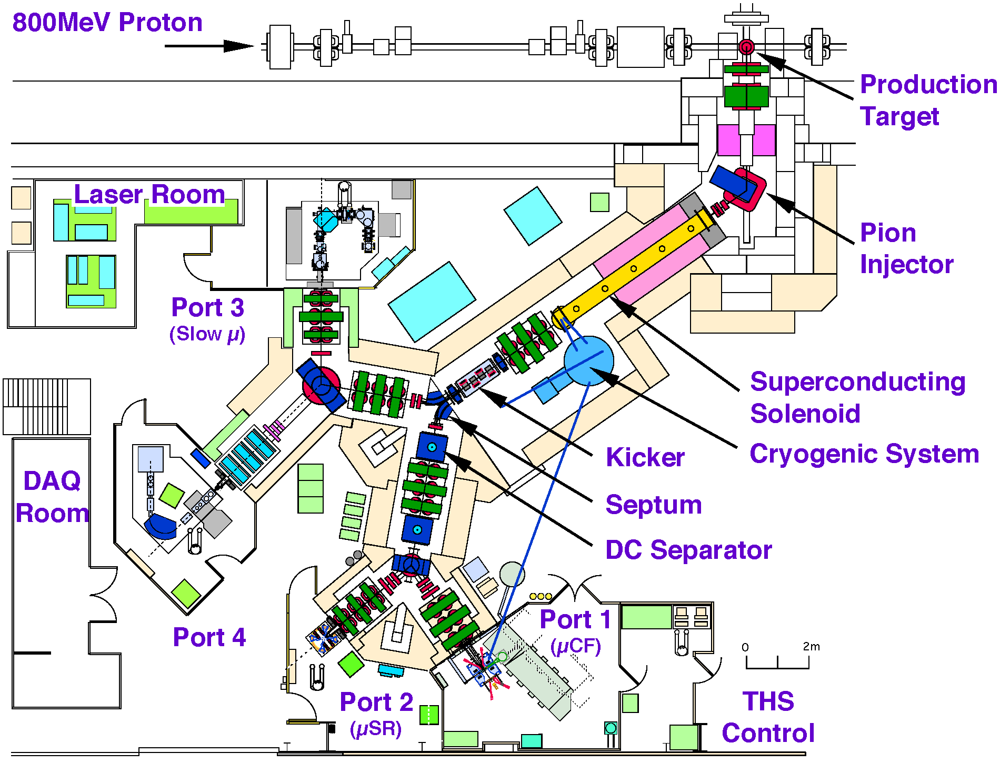 800MeV Proton
Production
Target
Laser Room
Pion
Injector
Port 3
(Slow μ)
Superconducting
Solenoid
Kicker
Cryogenic System
DAQ
Room
Septum
DC Separator
Port 4
Port 1
(μCF)
0 2m
Port 2
(μSR)
THS
Control